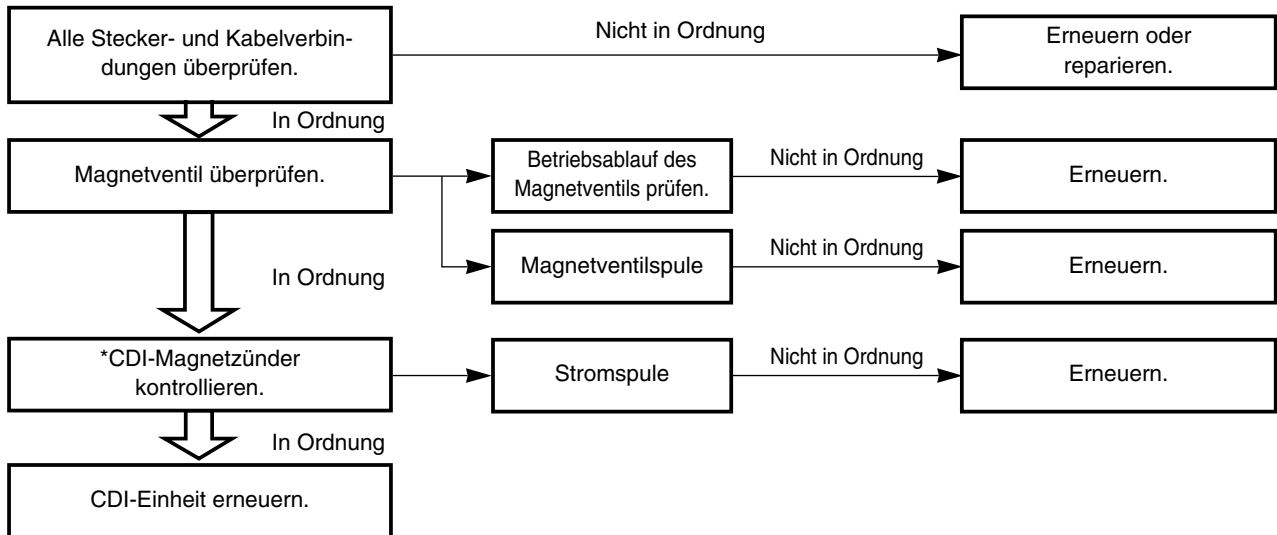 Alle Stecker- und Kabelverbin-
dungen überprüfen.
Nicht in Ordnung
Erneuern oder
reparieren.
In Ordnung
Magnetventil überprüfen.
Betriebsablauf des
Magnetventils prüfen.
Nicht in Ordnung
Erneuern.
Magnetventilspule
Nicht in Ordnung
Erneuern.
In Ordnung
*CDI-Magnetzünder
kontrollieren.
Stromspule
Nicht in Ordnung
Erneuern.
In Ordnung
CDI-Einheit erneuern.